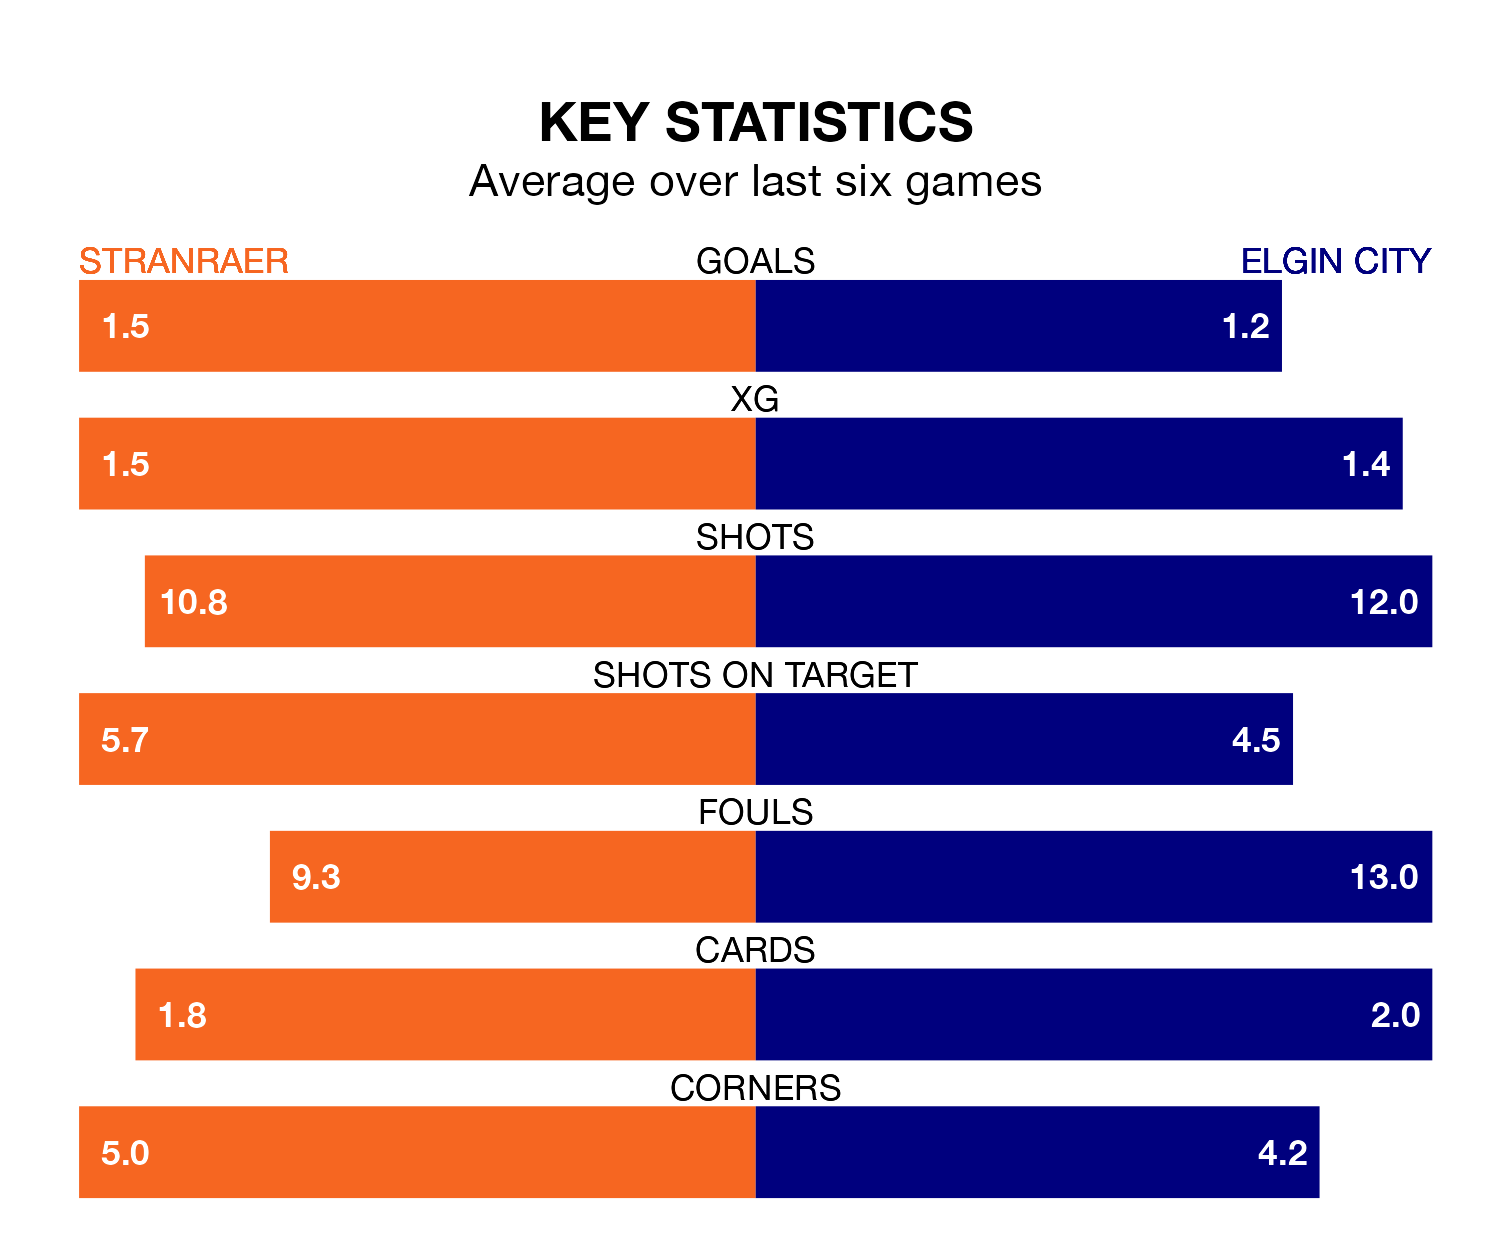 KEY STATISTICS
Average over last six games
STRANRAER GOALS ELGIN CITY
1.5 1.2
XG
1.5 1.4
SHOTS
10.8 12.0
SHOTS ON TARGET
5.7 4.5
FOULS
9.3 13.0
CARDS
1.8 2.0
CORNERS
5.0 4.2